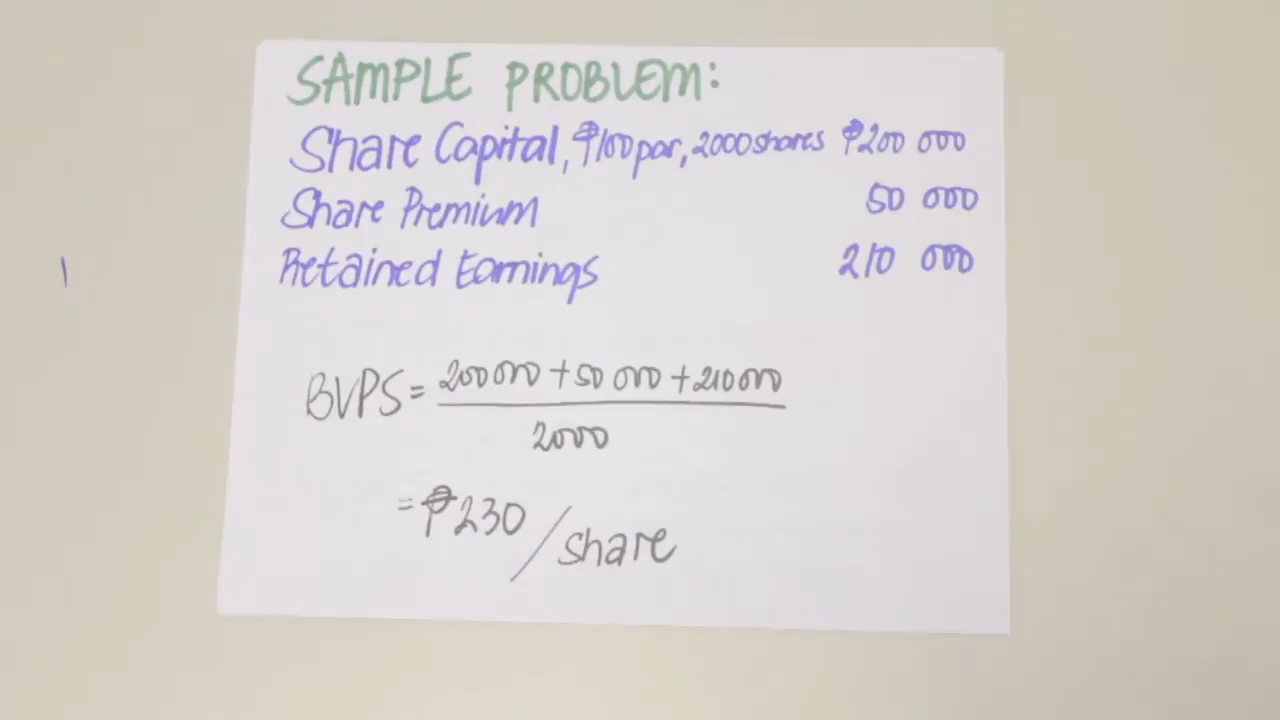 SAMPLE PROBLEM:
Share Capital, ₱100 par, 2000 shares ₱200 000
Share Premium 50 000
Retained Earnings 210 000
BVPS = 200 000 + 50 000 + 210 000
2000
= ₱230 / share